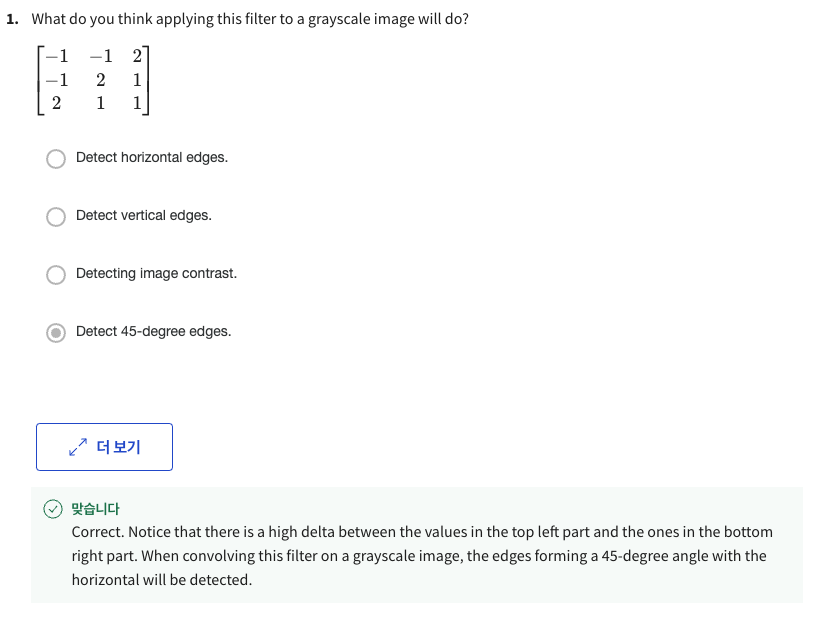 1. What do you think applying this filter to a grayscale image will do?
−1 −1 2
−1 2 1
2 1 1
Detect horizontal edges.
Detect vertical edges.
Detecting image contrast.
Detect 45-degree edges.
더 보기
맞습니다
Correct. Notice that there is a high delta between the values in the top left part and the ones in the bottom
right part. When convolving this filter on a grayscale image, the edges forming a 45-degree angle with the
horizontal will be detected.